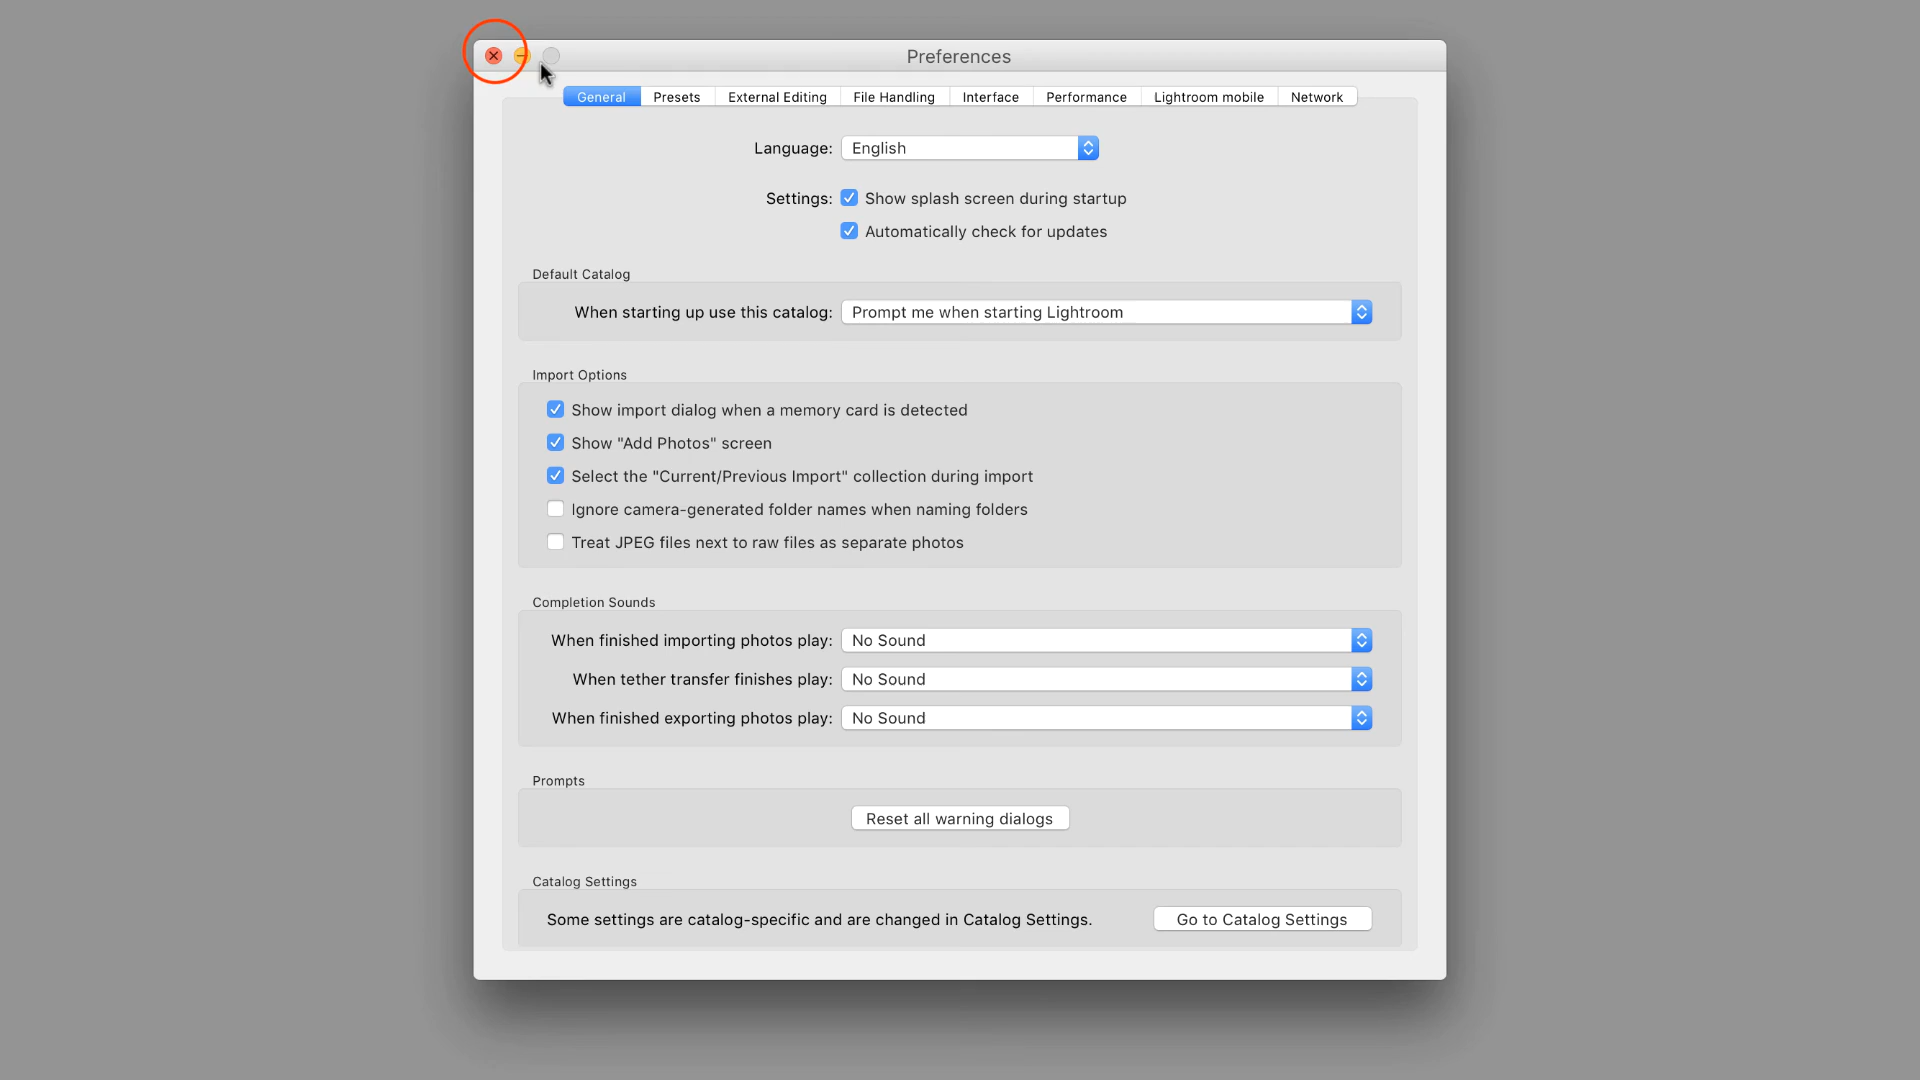 Preferences
General Presets External Editing File Handling Interface Performance Lightroom mobile Network
Language: English
Settings: Show splash screen during startup
Automatically check for updates
Default Catalog
When starting up use this catalog: Prompt me when starting Lightroom
Import Options
Show import dialog when a memory card is detected
Show "Add Photos" screen
Select the "Current/Previous Import" collection during import
Ignore camera-generated folder names when naming folders
Treat JPEG files next to raw files as separate photos
Completion Sounds
When finished importing photos play: No Sound
When tether transfer finishes play: No Sound
When finished exporting photos play: No Sound
Prompts
Reset all warning dialogs
Catalog Settings
Some settings are catalog-specific and are changed in Catalog Settings. Go to Catalog Settings